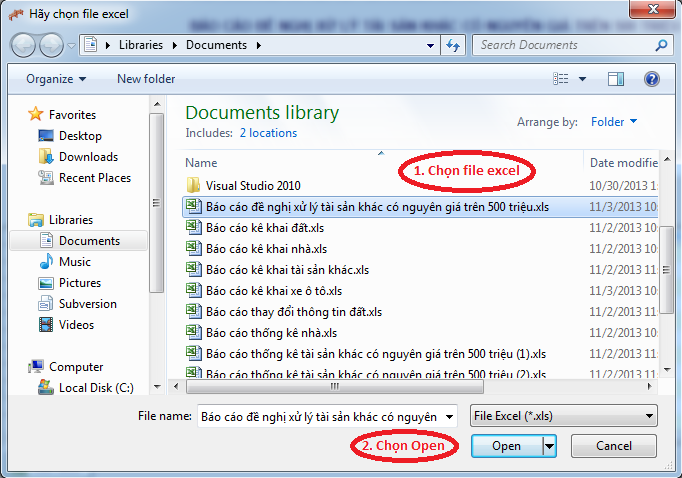 Hãy chọn file excel
Libraries
Documents
Search Documents
Organize
New folder
Favorites
Desktop
Downloads
Recent Places
Libraries
Documents
Music
Pictures
Subversion
Videos
Computer
Local Disk (C:)
Documents library
Includes: 2 locations
Arrange by: Folder
Name
1. Chọn file excel
Date modifie
Visual Studio 2010
10/30/2013 1
Báo cáo đề nghị xử lý tài sản khác có nguyên giá trên 500 triệu.xls
11/3/2013 10
Báo cáo kê khai đất.xls
11/2/2013 10
Báo cáo kê khai nhà.xls
11/2/2013 10
Báo cáo kê khai tài sản khác.xls
11/2/2013 10
Báo cáo kê khai xe ô tô.xls
11/3/2013 10
Báo cáo thay đổi thông tin đất.xls
11/2/2013 10
Báo cáo thống kê nhà.xls
11/2/2013 10
Báo cáo thống kê tài sản khác có nguyên giá trên 500 triệu (1).xls
11/2/2013 10
Báo cáo thống kê tài sản khác có nguyên giá trên 500 triệu (2).xls
11/2/2013 10
File name:
Báo cáo đề nghị xử lý tài sản khác có nguyên
File Excel (*.xls)
2. Chọn Open
Open
Cancel